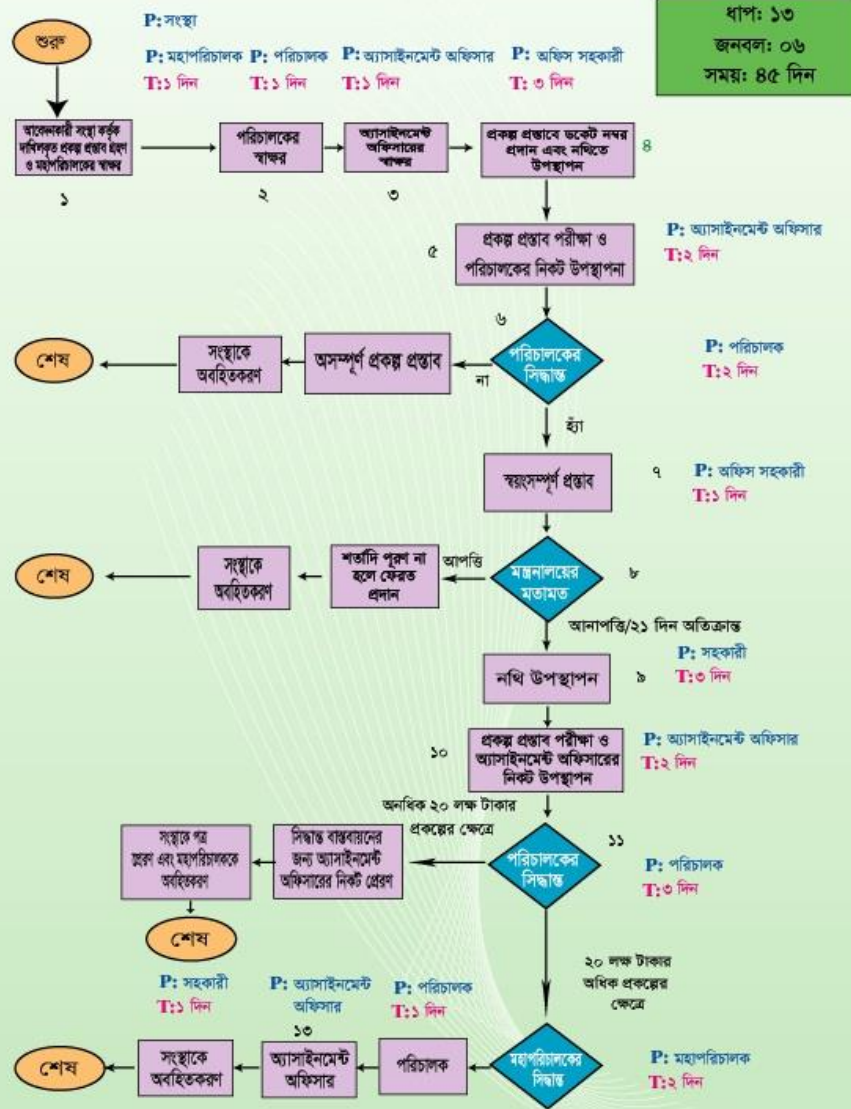 ধাপ: ১৩
জনবল: ০৬
সময়: ৪৫ দিন
P: সংস্থা
শুরু
P: মহাপরিচালক P: পরিচালক P: অ্যাসাইনমেন্ট অফিসার P: অফিস সহকারী
T:১ দিন T:১ দিন T:১ দিন T: ৩ দিন
আবেদনকারী সংস্থা কর্তৃক
দাখিলকৃত প্রকল্প প্রস্তাব গ্রহণ
ও মহাপরিচালকের স্বাক্ষর
১
পরিচালকের
স্বাক্ষর
২
অ্যাসাইনমেন্ট
অফিসারের
স্বাক্ষর
৩
প্রকল্প প্রস্তাবে ডকেট নম্বর
প্রদান এবং নথিতে
উপস্থাপন
৪
৫
প্রকল্প প্রস্তাব পরীক্ষা ও
পরিচালকের নিকট উপস্থাপনা
P: অ্যাসাইনমেন্ট অফিসার
T:২ দিন
৬
পরিচালকের
সিদ্ধান্ত
P: পরিচালক
T:২ দিন
না
অসম্পূর্ণ প্রকল্প প্রস্তাব
সংস্থাকে
অবহিতকরণ
শেষ
হ্যাঁ
স্বয়ংসম্পূর্ণ প্রস্তাব
৭
P: অফিস সহকারী
T:১ দিন
মন্ত্রনালয়ের
মতামত
৮
আপত্তি
শর্তাদি পূরণ না
হলে ফেরত
প্রদান
সংস্থাকে
অবহিতকরণ
শেষ
আনাপত্তি/২১ দিন অতিক্রান্ত
নথি উপস্থাপন
৯
P: সহকারী
T:৩ দিন
১০
প্রকল্প প্রস্তাব পরীক্ষা ও
অ্যাসাইনমেন্ট অফিসারের
নিকট উপস্থাপন
P: অ্যাসাইনমেন্ট অফিসার
T:২ দিন
অনধিক ২০ লক্ষ টাকার
প্রকল্পের ক্ষেত্রে
১১
পরিচালকের
সিদ্ধান্ত
P: পরিচালক
T:৩ দিন
সিদ্ধান্ত বাস্তবায়নের
জন্য অ্যাসাইনমেন্ট
অফিসারের নিকট প্রেরণ
সংস্থাকে পত্র
প্রেরণ এবং মহাপরিচালককে
অবহিতকরণ
শেষ
২০ লক্ষ টাকার
অধিক প্রকল্পের
ক্ষেত্রে
P: সহকারী
T:১ দিন
P: অ্যাসাইনমেন্ট
অফিসার
১৩
P: পরিচালক
T:১ দিন
মহাপরিচালকের
সিদ্ধান্ত
P: মহাপরিচালক
T:২ দিন
পরিচালক
অ্যাসাইনমেন্ট
অফিসার
সংস্থাকে
অবহিতকরণ
শেষ